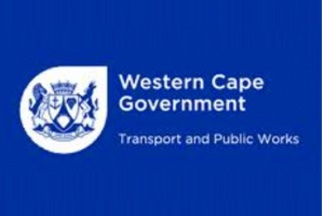 Western Cape
Government
Transport and Public Works